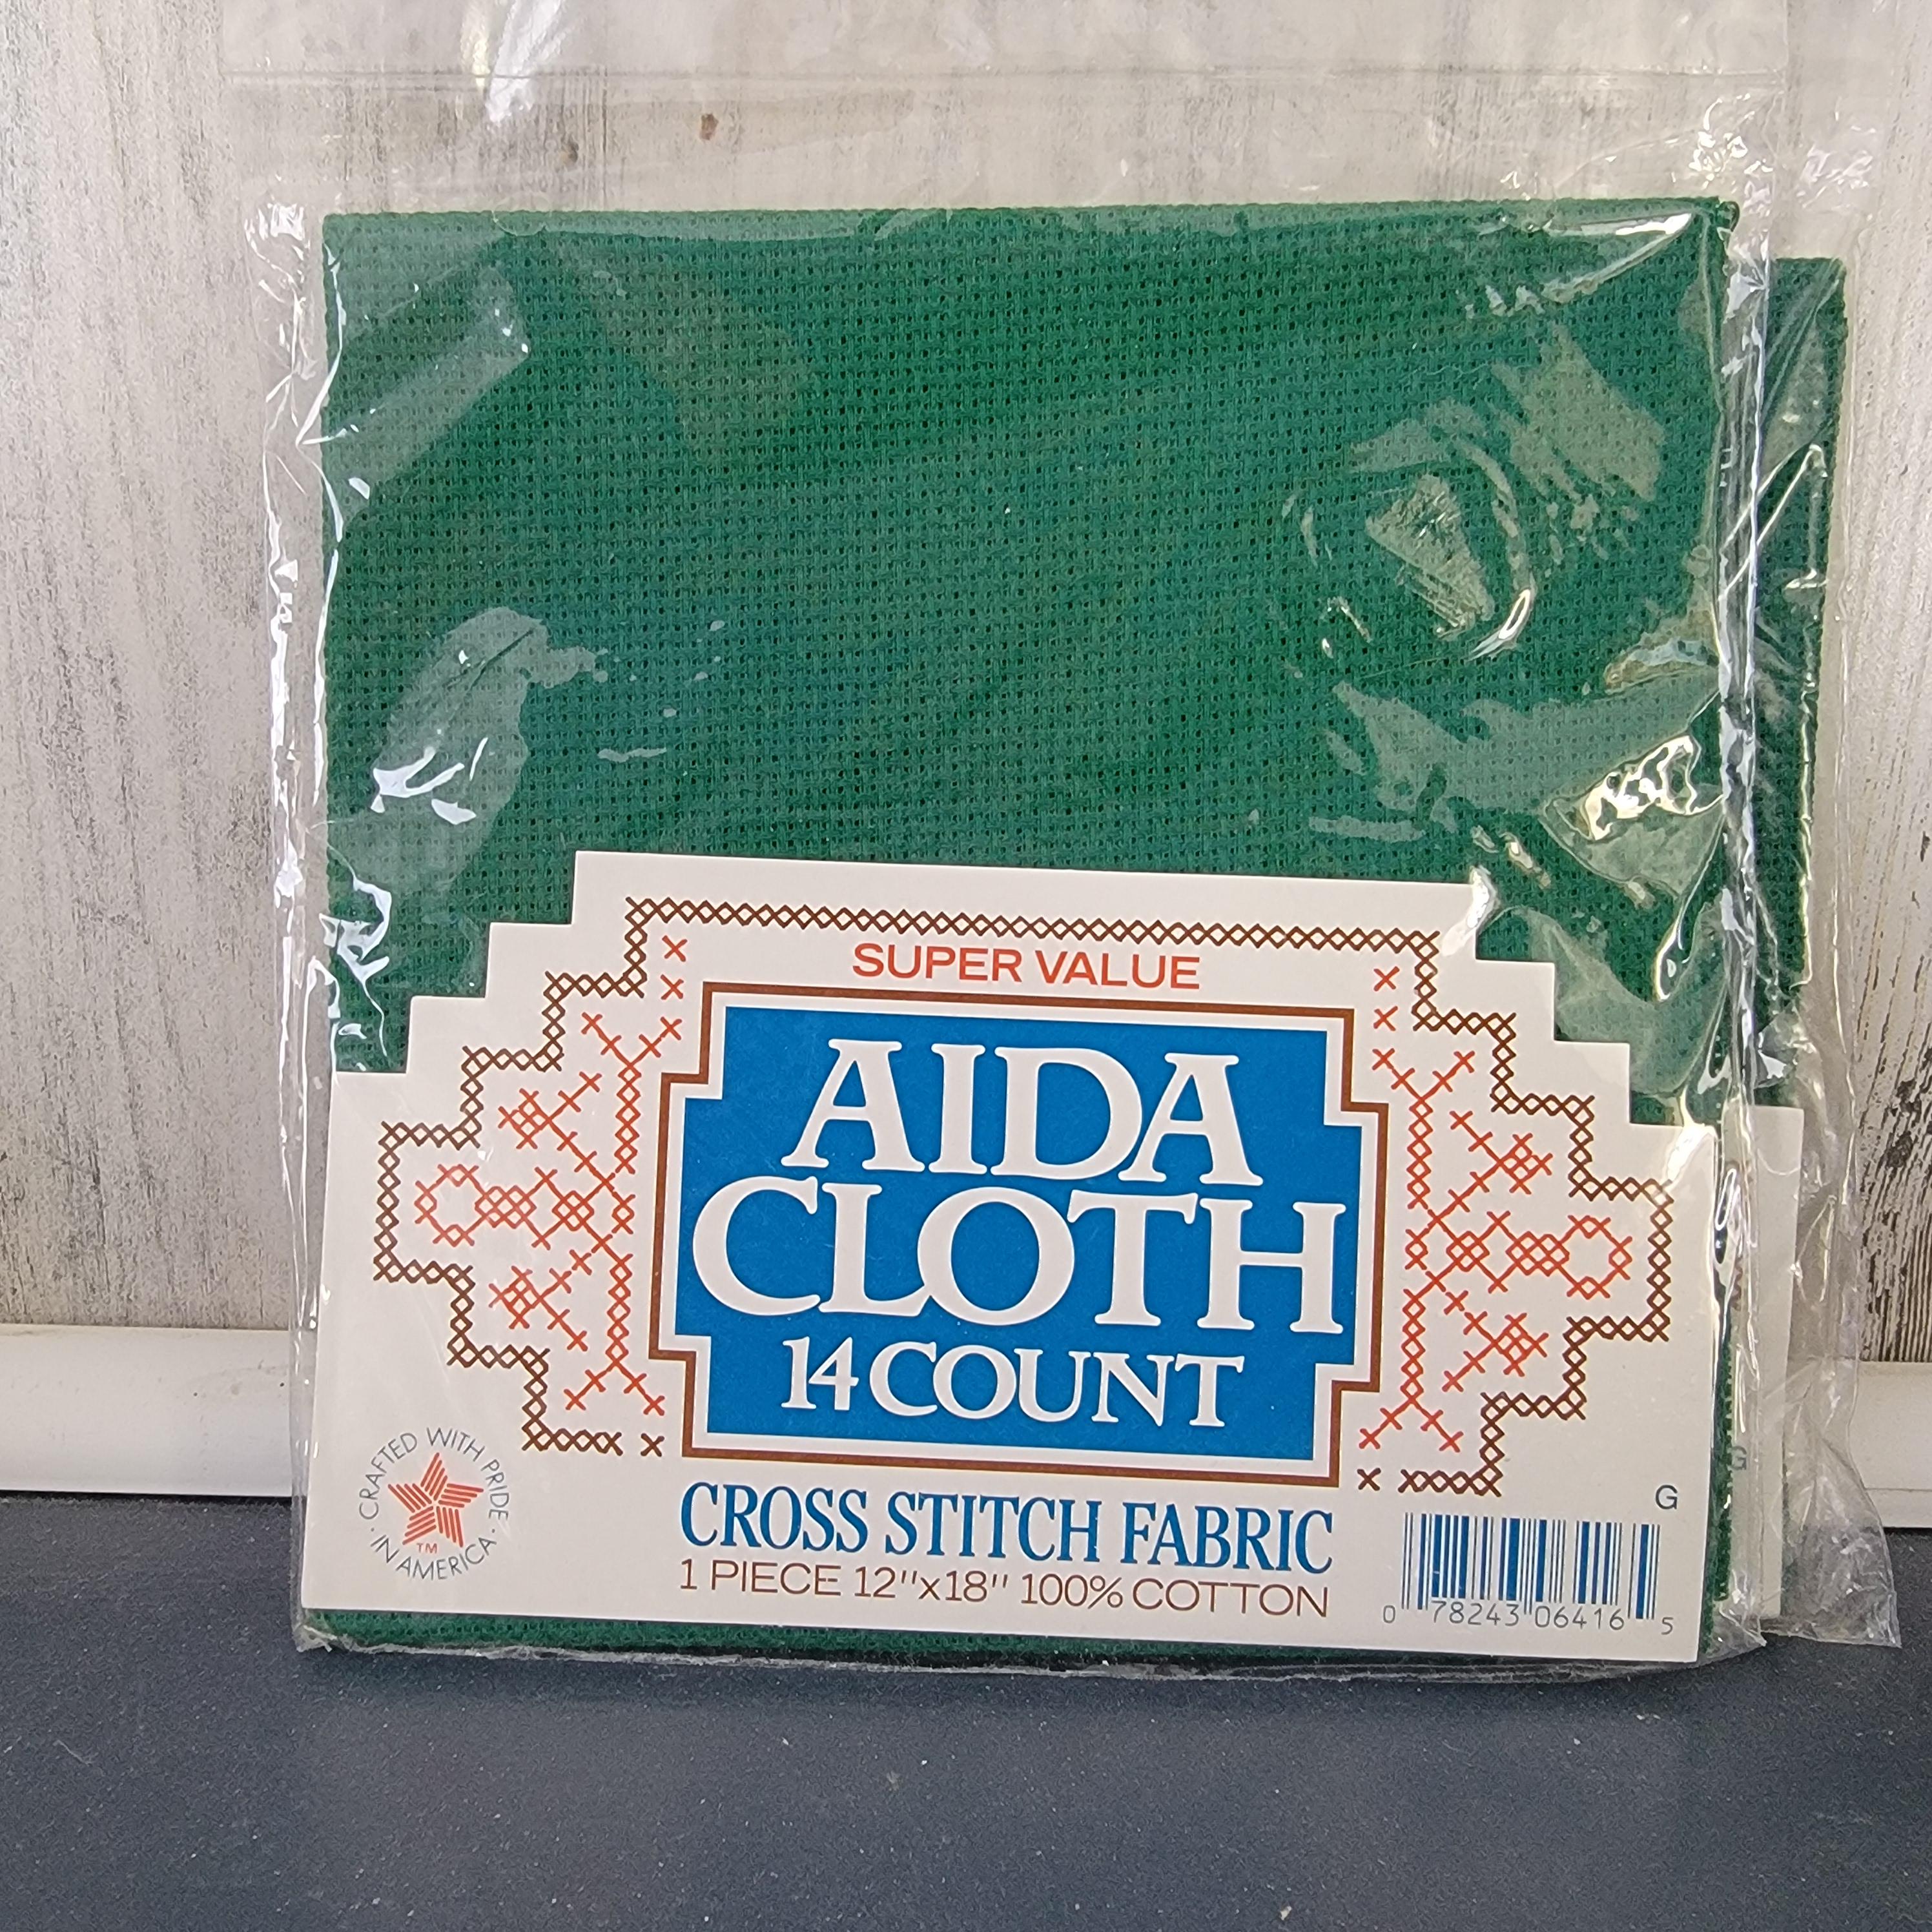 SUPER VALUE
AIDA
CLOTH
14 COUNT
CRAFTED WITH PRIDE
· IN AMERICA ·
TM
CROSS STITCH FABRIC
1 PIECE 12"x18" 100% COTTON
G
0 78243 06416 5
G